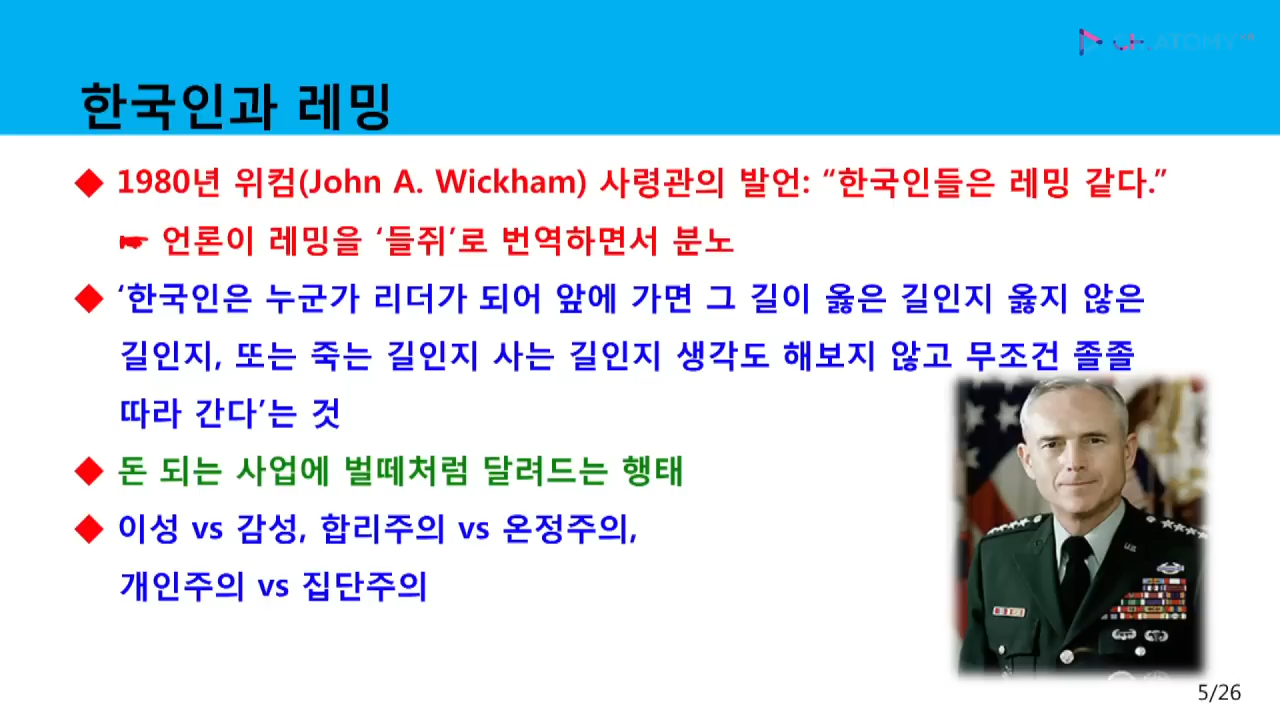 한국인과 레밍
◆ 1980년 위컴(John A. Wickham) 사령관의 발언: “한국인들은 레밍 같다.”
☛ 언론이 레밍을 ‘들쥐’로 번역하면서 분노
◆ ‘한국인은 누군가 리더가 되어 앞에 가면 그 길이 옳은 길인지 옳지 않은
길인지, 또는 죽는 길인지 사는 길인지 생각도 해보지 않고 무조건 졸졸
따라 간다’는 것
◆ 돈 되는 사업에 벌떼처럼 달려드는 행태
◆ 이성 vs 감성, 합리주의 vs 온정주의,
개인주의 vs 집단주의
5/26